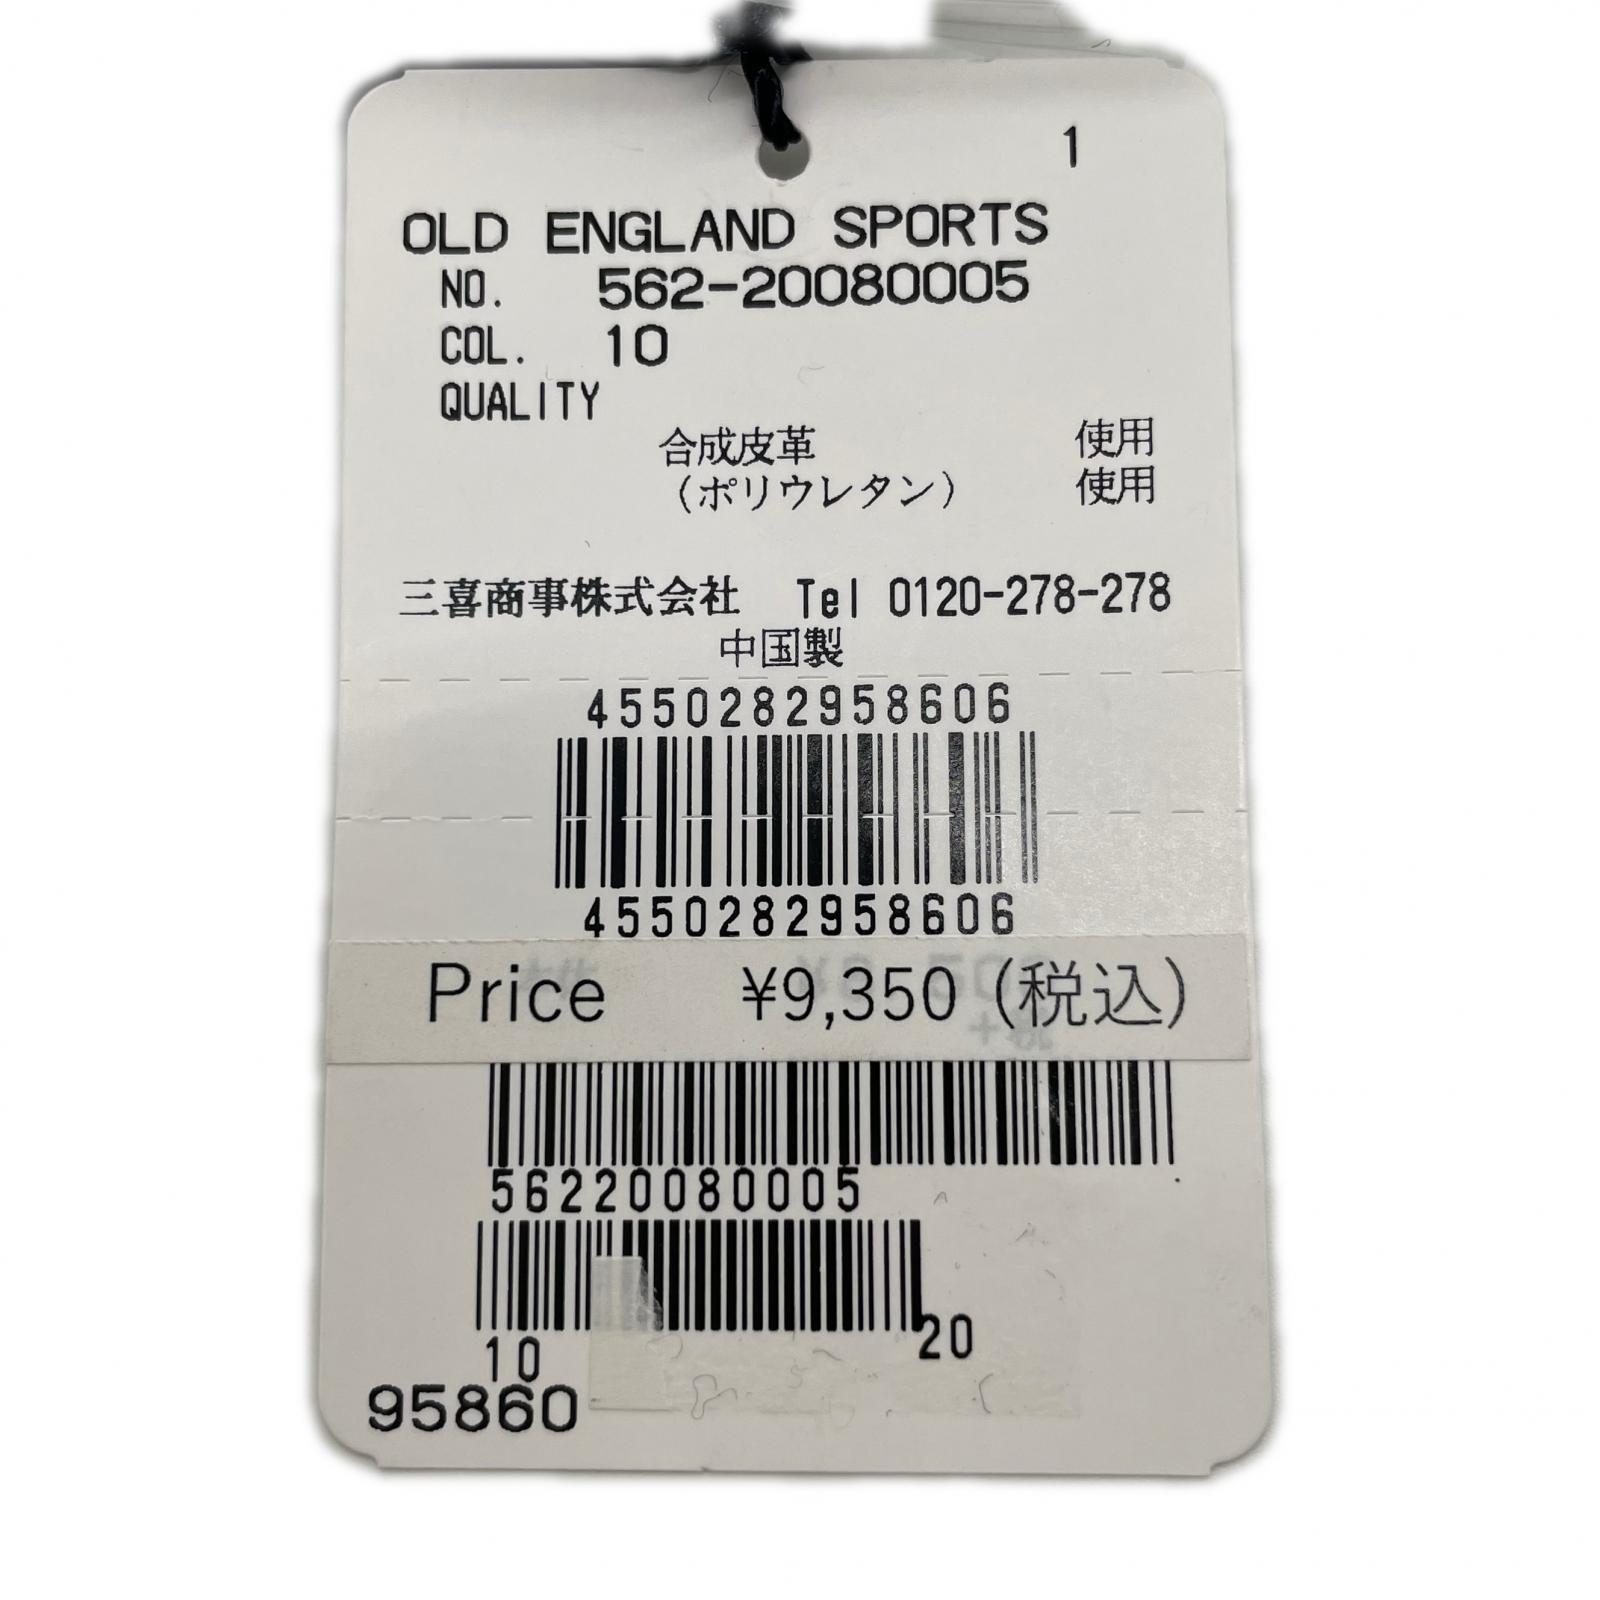 1
OLD ENGLAND SPORTS
NO. 562-20080005
COL. 10
QUALITY
合成皮革 使用
(ポリウレタン) 使用
三喜商事株式会社 Tel 0120-278-278
中国製
4550282958606
4550282958606
Price ¥9,350 (税込)
56220080005
10 20
95860